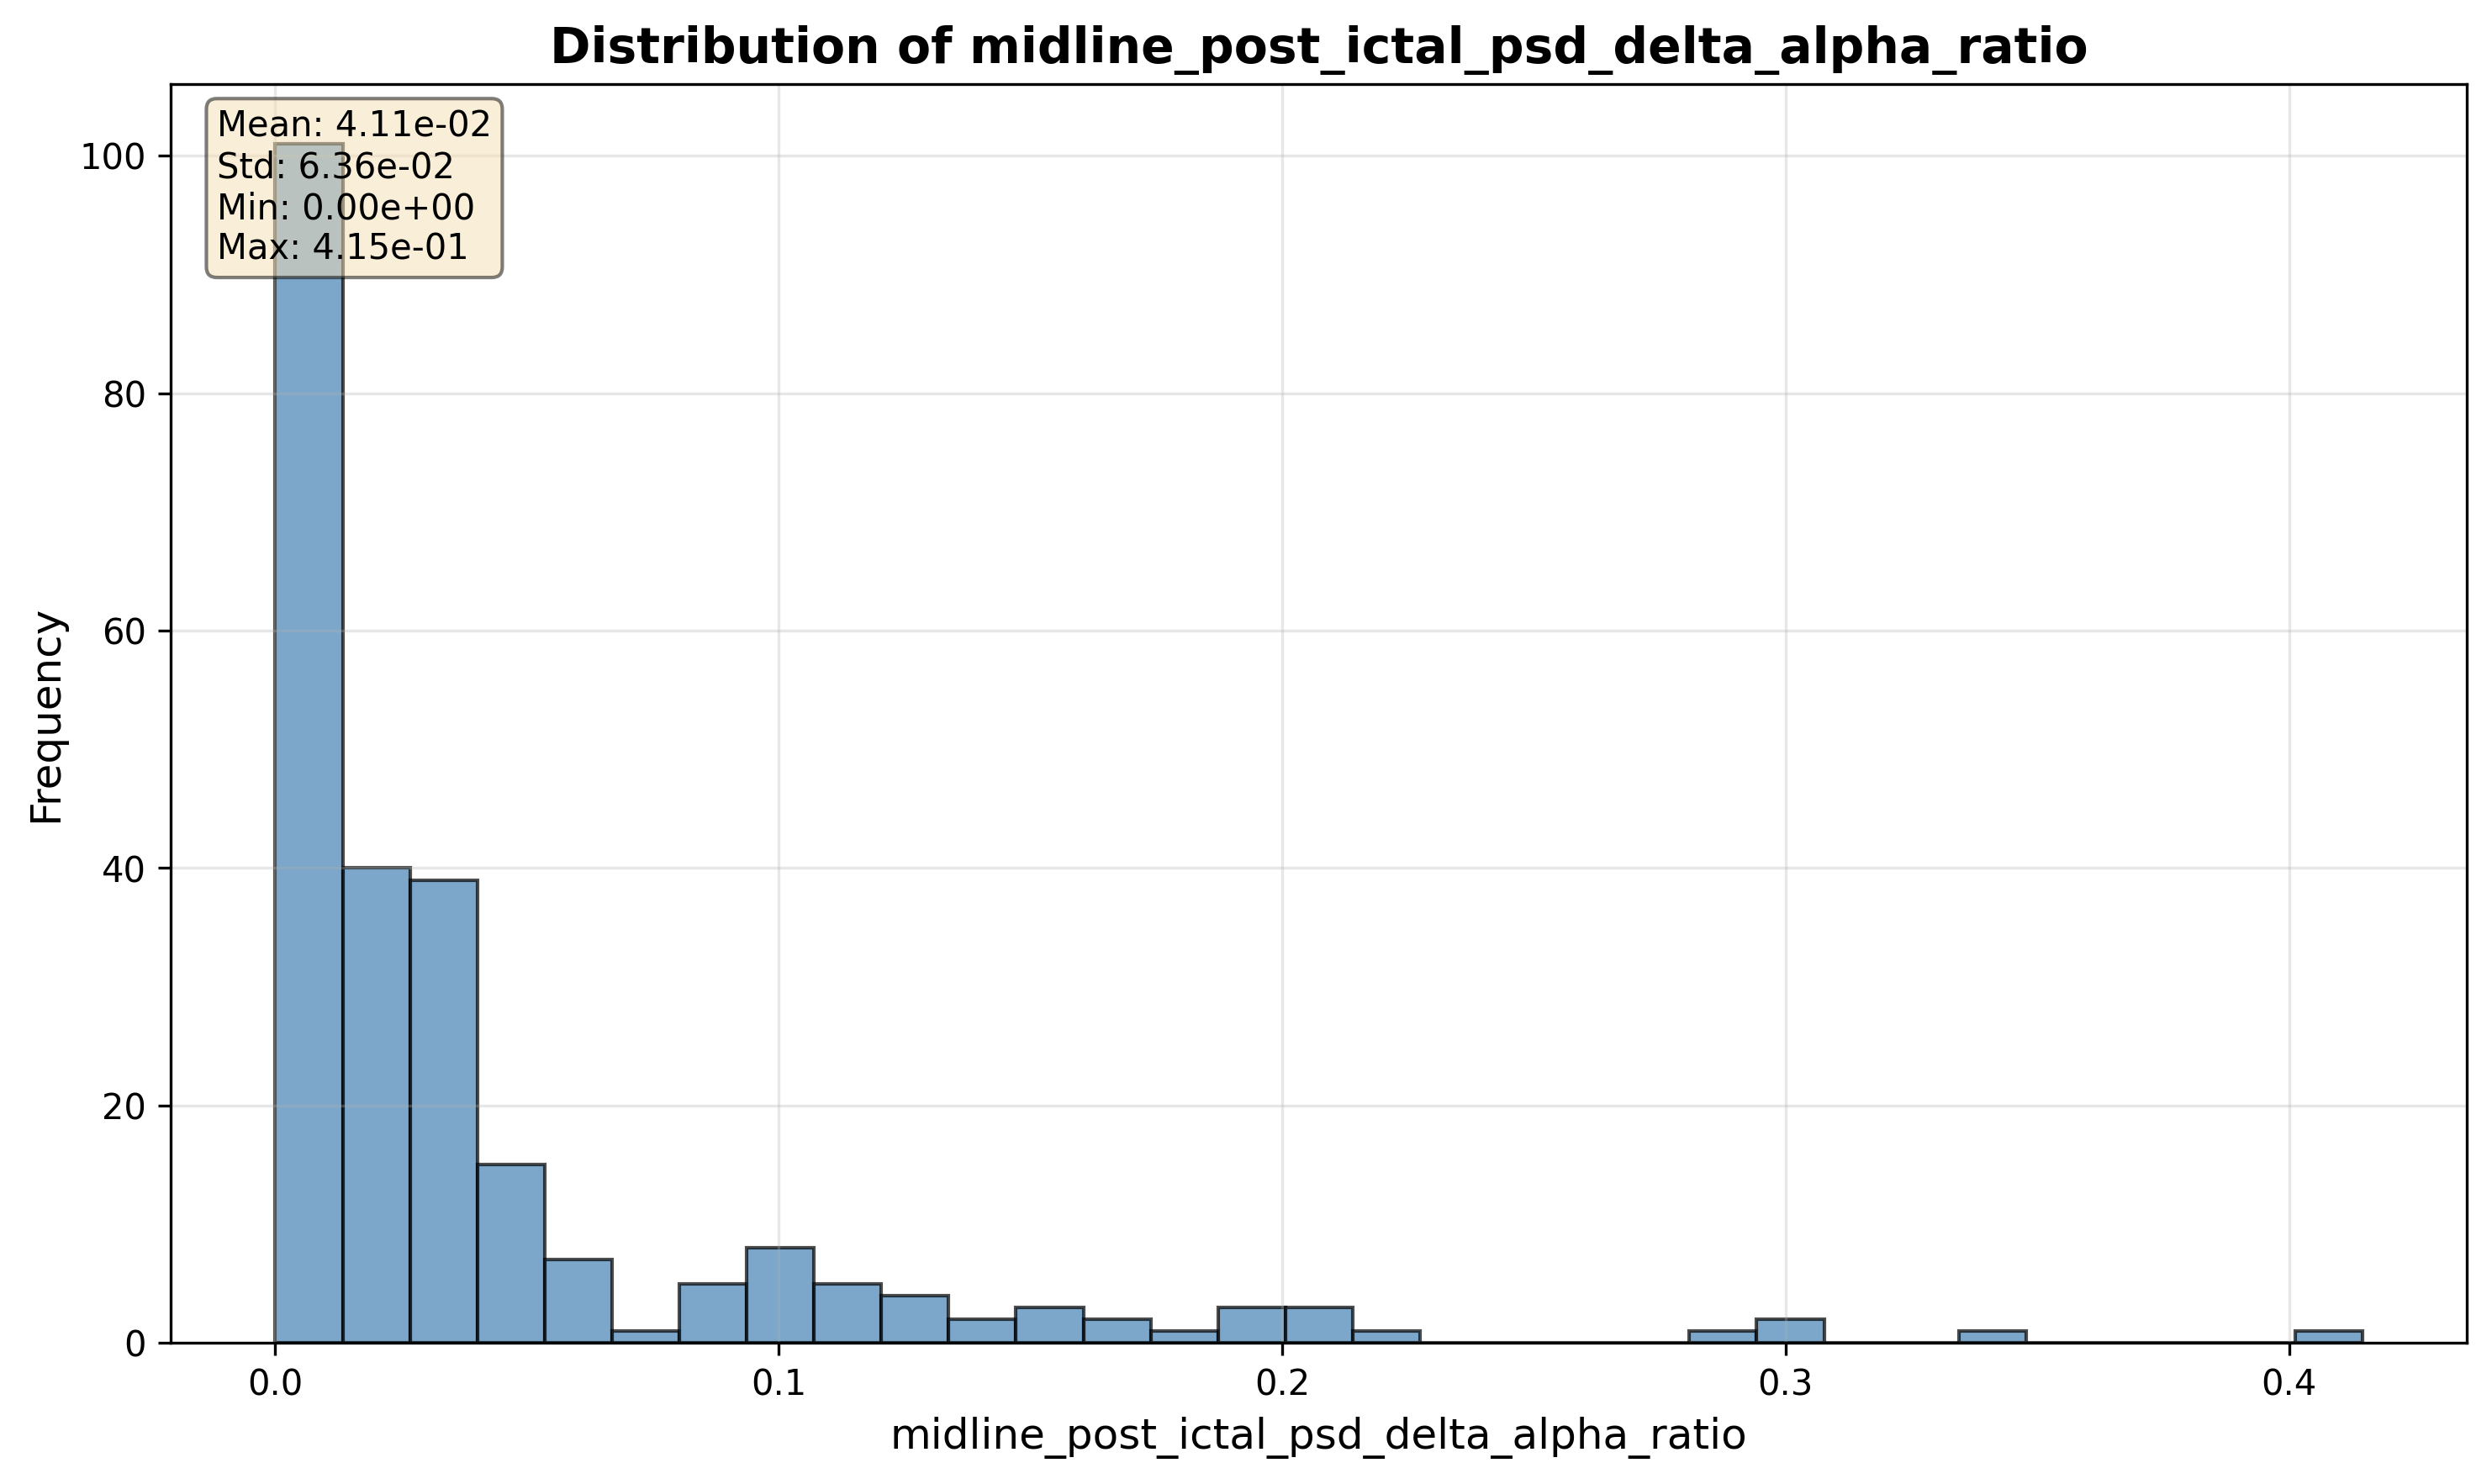 Distribution of midline_post_ictal_psd_delta_alpha_ratio
Mean: 4.11e-02
Std: 6.36e-02
Min: 0.00e+00
Max: 4.15e-01
100
80
60
40
20
0
Frequency
0.0
0.1
0.2
0.3
0.4
midline_post_ictal_psd_delta_alpha_ratio